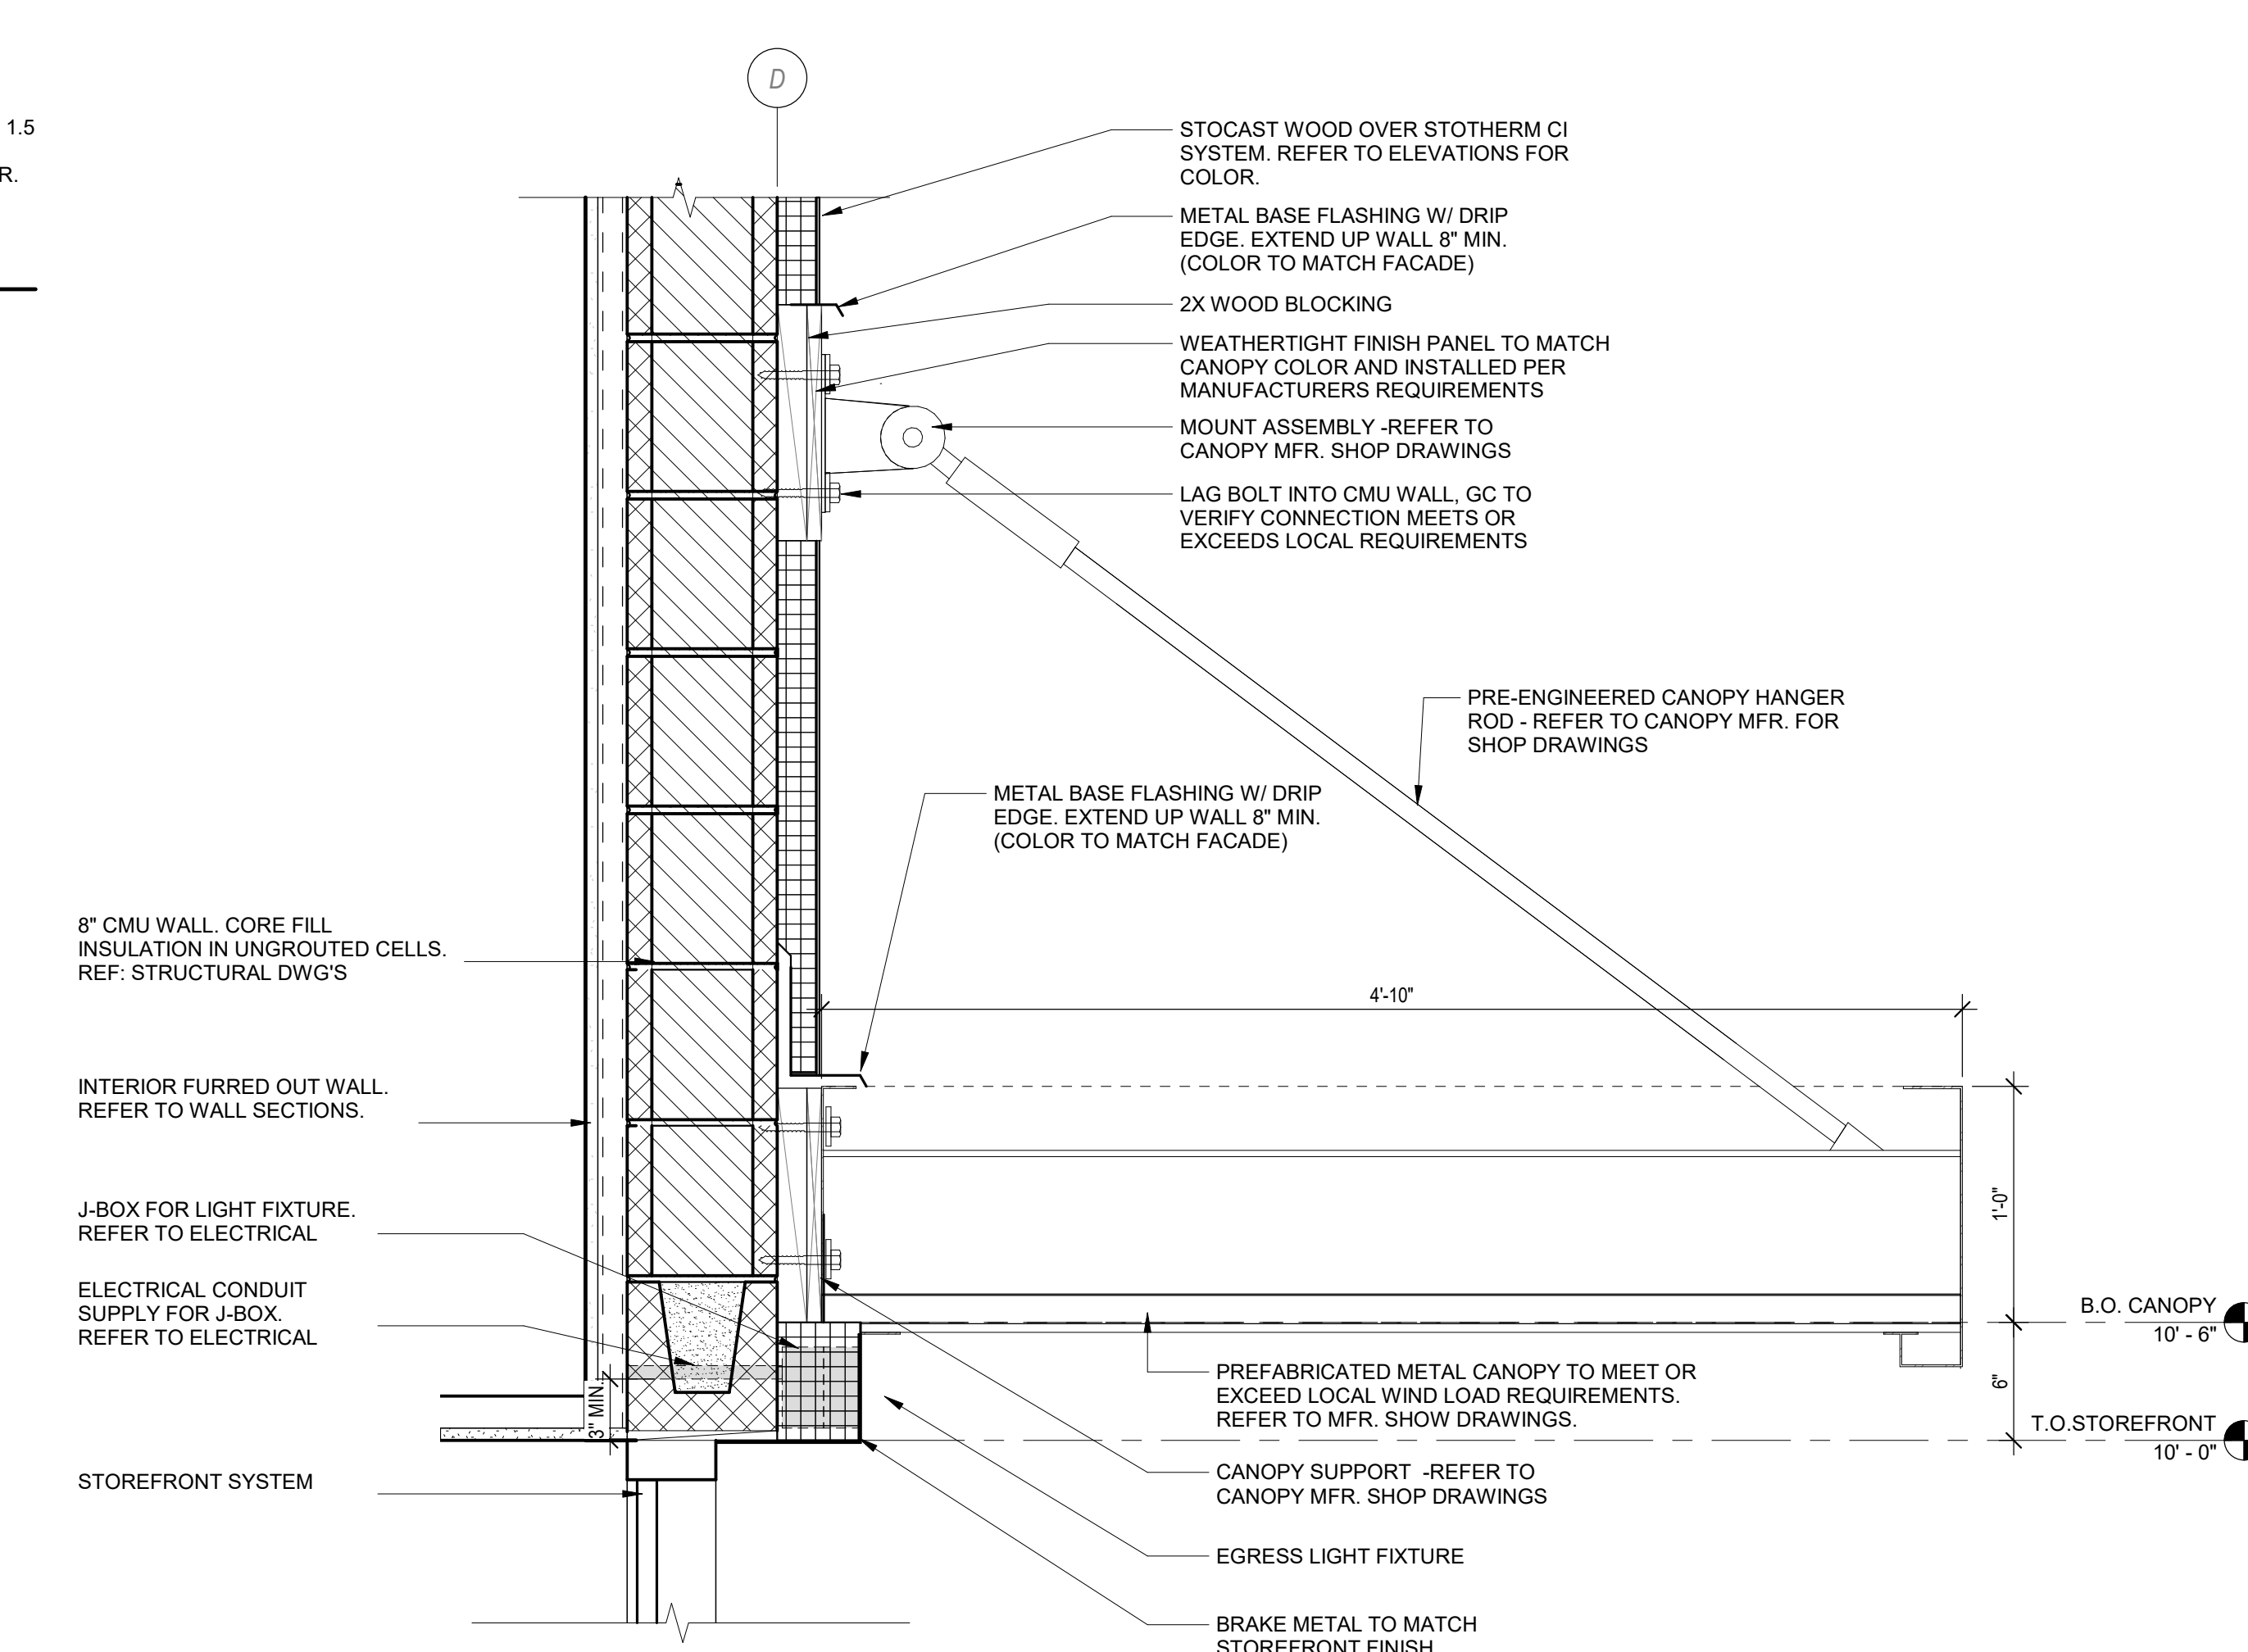 1.5
R.
D
STOCAST WOOD OVER STOTHERM CI
SYSTEM. REFER TO ELEVATIONS FOR
COLOR.
METAL BASE FLASHING W/ DRIP
EDGE. EXTEND UP WALL 8" MIN.
(COLOR TO MATCH FACADE)
2X WOOD BLOCKING
WEATHERTIGHT FINISH PANEL TO MATCH
CANOPY COLOR AND INSTALLED PER
MANUFACTURERS REQUIREMENTS
MOUNT ASSEMBLY -REFER TO
CANOPY MFR. SHOP DRAWINGS
LAG BOLT INTO CMU WALL, GC TO
VERIFY CONNECTION MEETS OR
EXCEEDS LOCAL REQUIREMENTS
PRE-ENGINEERED CANOPY HANGER
ROD - REFER TO CANOPY MFR. FOR
SHOP DRAWINGS
METAL BASE FLASHING W/ DRIP
EDGE. EXTEND UP WALL 8" MIN.
(COLOR TO MATCH FACADE)
8" CMU WALL. CORE FILL
INSULATION IN UNGROUTED CELLS.
REF: STRUCTURAL DWG'S
4'-10"
INTERIOR FURRED OUT WALL.
REFER TO WALL SECTIONS.
1'-0"
J-BOX FOR LIGHT FIXTURE.
REFER TO ELECTRICAL
ELECTRICAL CONDUIT
SUPPLY FOR J-BOX.
REFER TO ELECTRICAL
B.O. CANOPY
10' - 6"
6"
3" MIN.
PREFABRICATED METAL CANOPY TO MEET OR
EXCEED LOCAL WIND LOAD REQUIREMENTS.
REFER TO MFR. SHOW DRAWINGS.
T.O.STOREFRONT
10' - 0"
STOREFRONT SYSTEM
CANOPY SUPPORT -REFER TO
CANOPY MFR. SHOP DRAWINGS
EGRESS LIGHT FIXTURE
BRAKE METAL TO MATCH
STOREFRONT FINISH